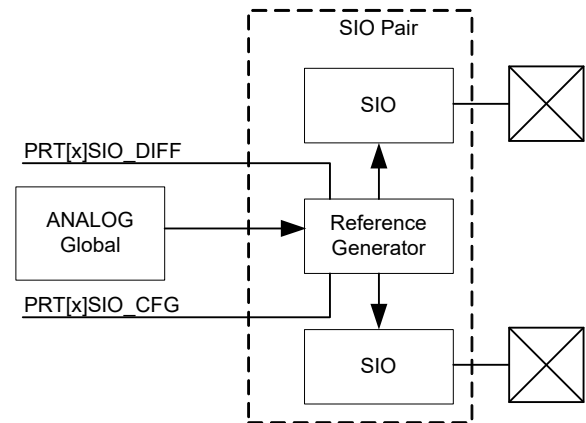 SIO Pair
SIO
PRT[x]SIO_DIFF
ANALOG
Global
Reference
Generator
PRT[x]SIO_CFG
SIO